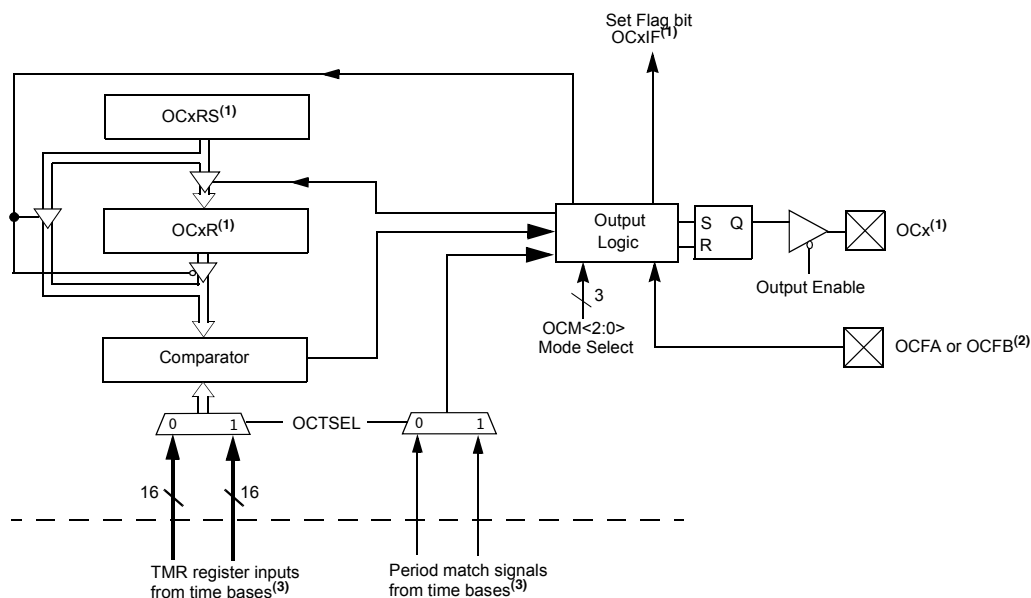 Set Flag bit
OCxIF(1)
OCxRS(1)
OCxR(1)
Output
Logic
S Q
R
OCx(1)
Output Enable
3
OCM<2:0>
Mode Select
OCFA or OCFB(2)
Comparator
0 1
OCTSEL
0 1
16
16
TMR register inputs
from time bases(3)
Period match signals
from time bases(3)